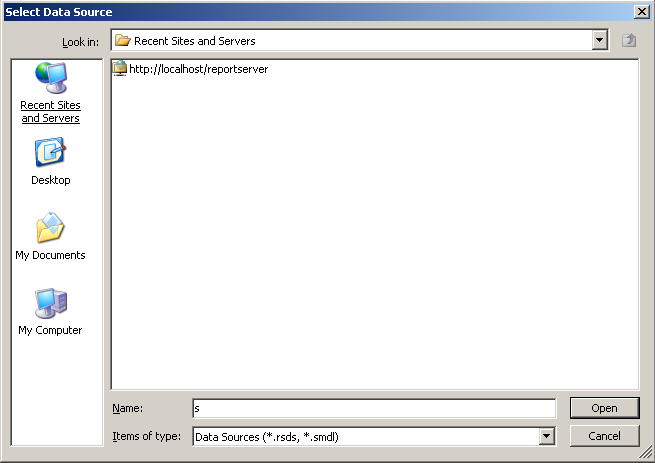 Select Data Source
Look in: Recent Sites and Servers
http://localhost/reportserver
Recent Sites
and Servers
Desktop
My Documents
My Computer
Name: s
Open
Items of type: Data Sources (*.rsds, *.smdl)
Cancel